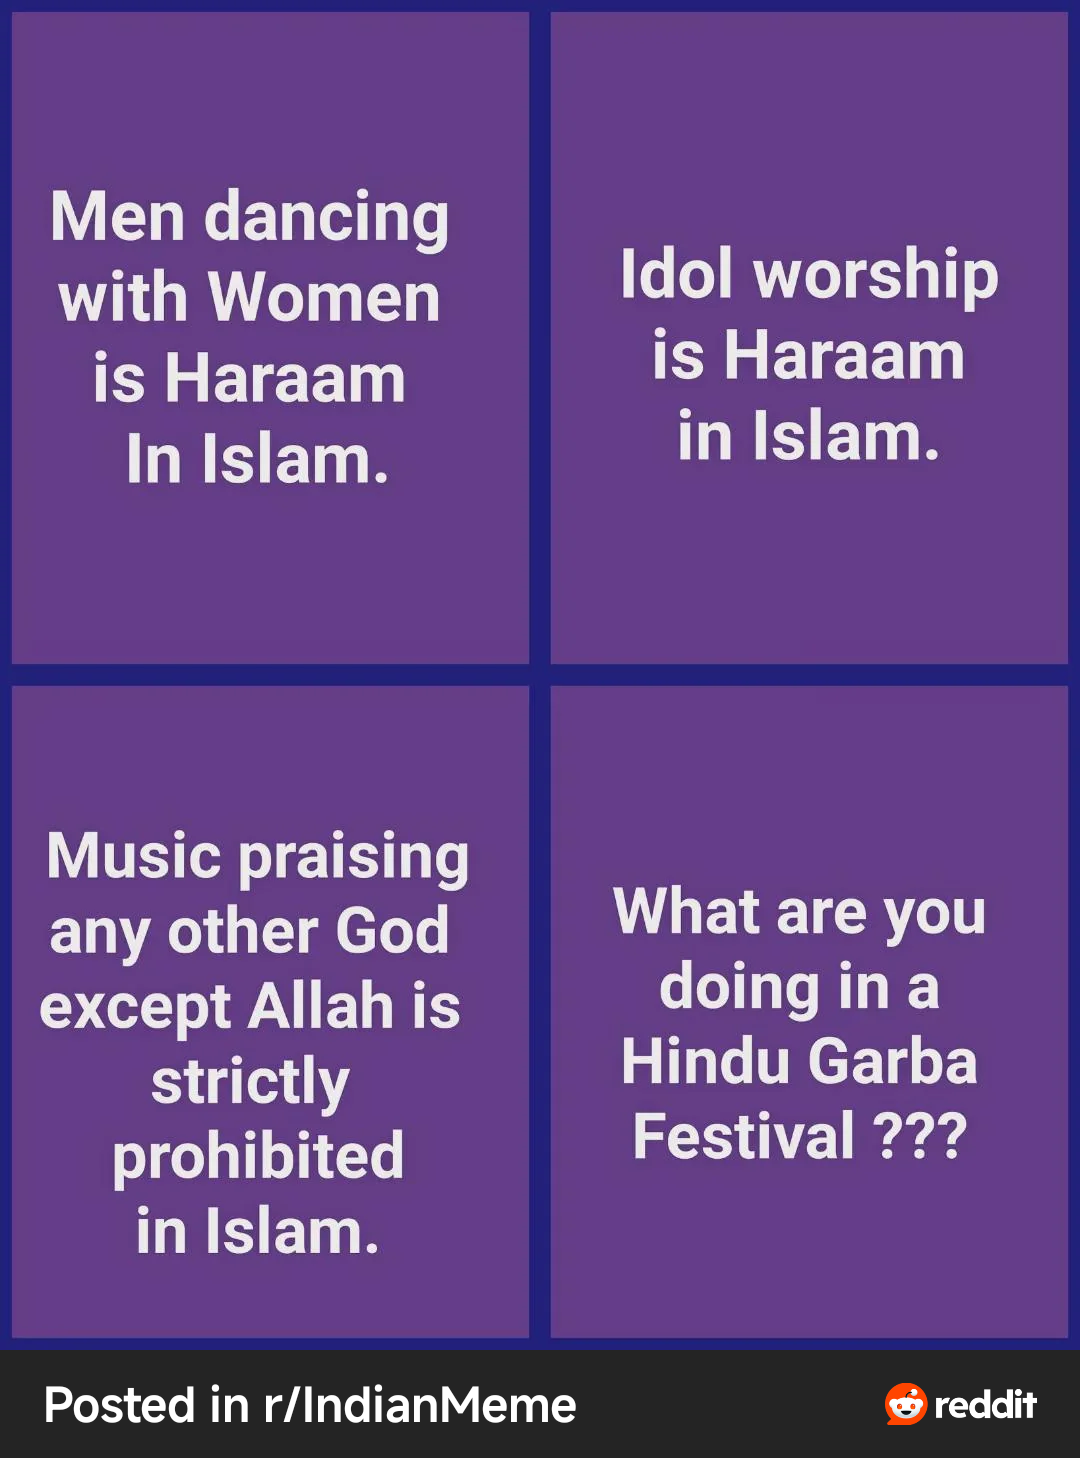 Men dancing
with Women
is Haraam
In Islam.
Idol worship
is Haraam
in Islam.
Music praising
any other God
except Allah is
strictly
prohibited
in Islam.
What are you
doing in a
Hindu Garba
Festival ???
Posted in r/IndianMeme
reddit